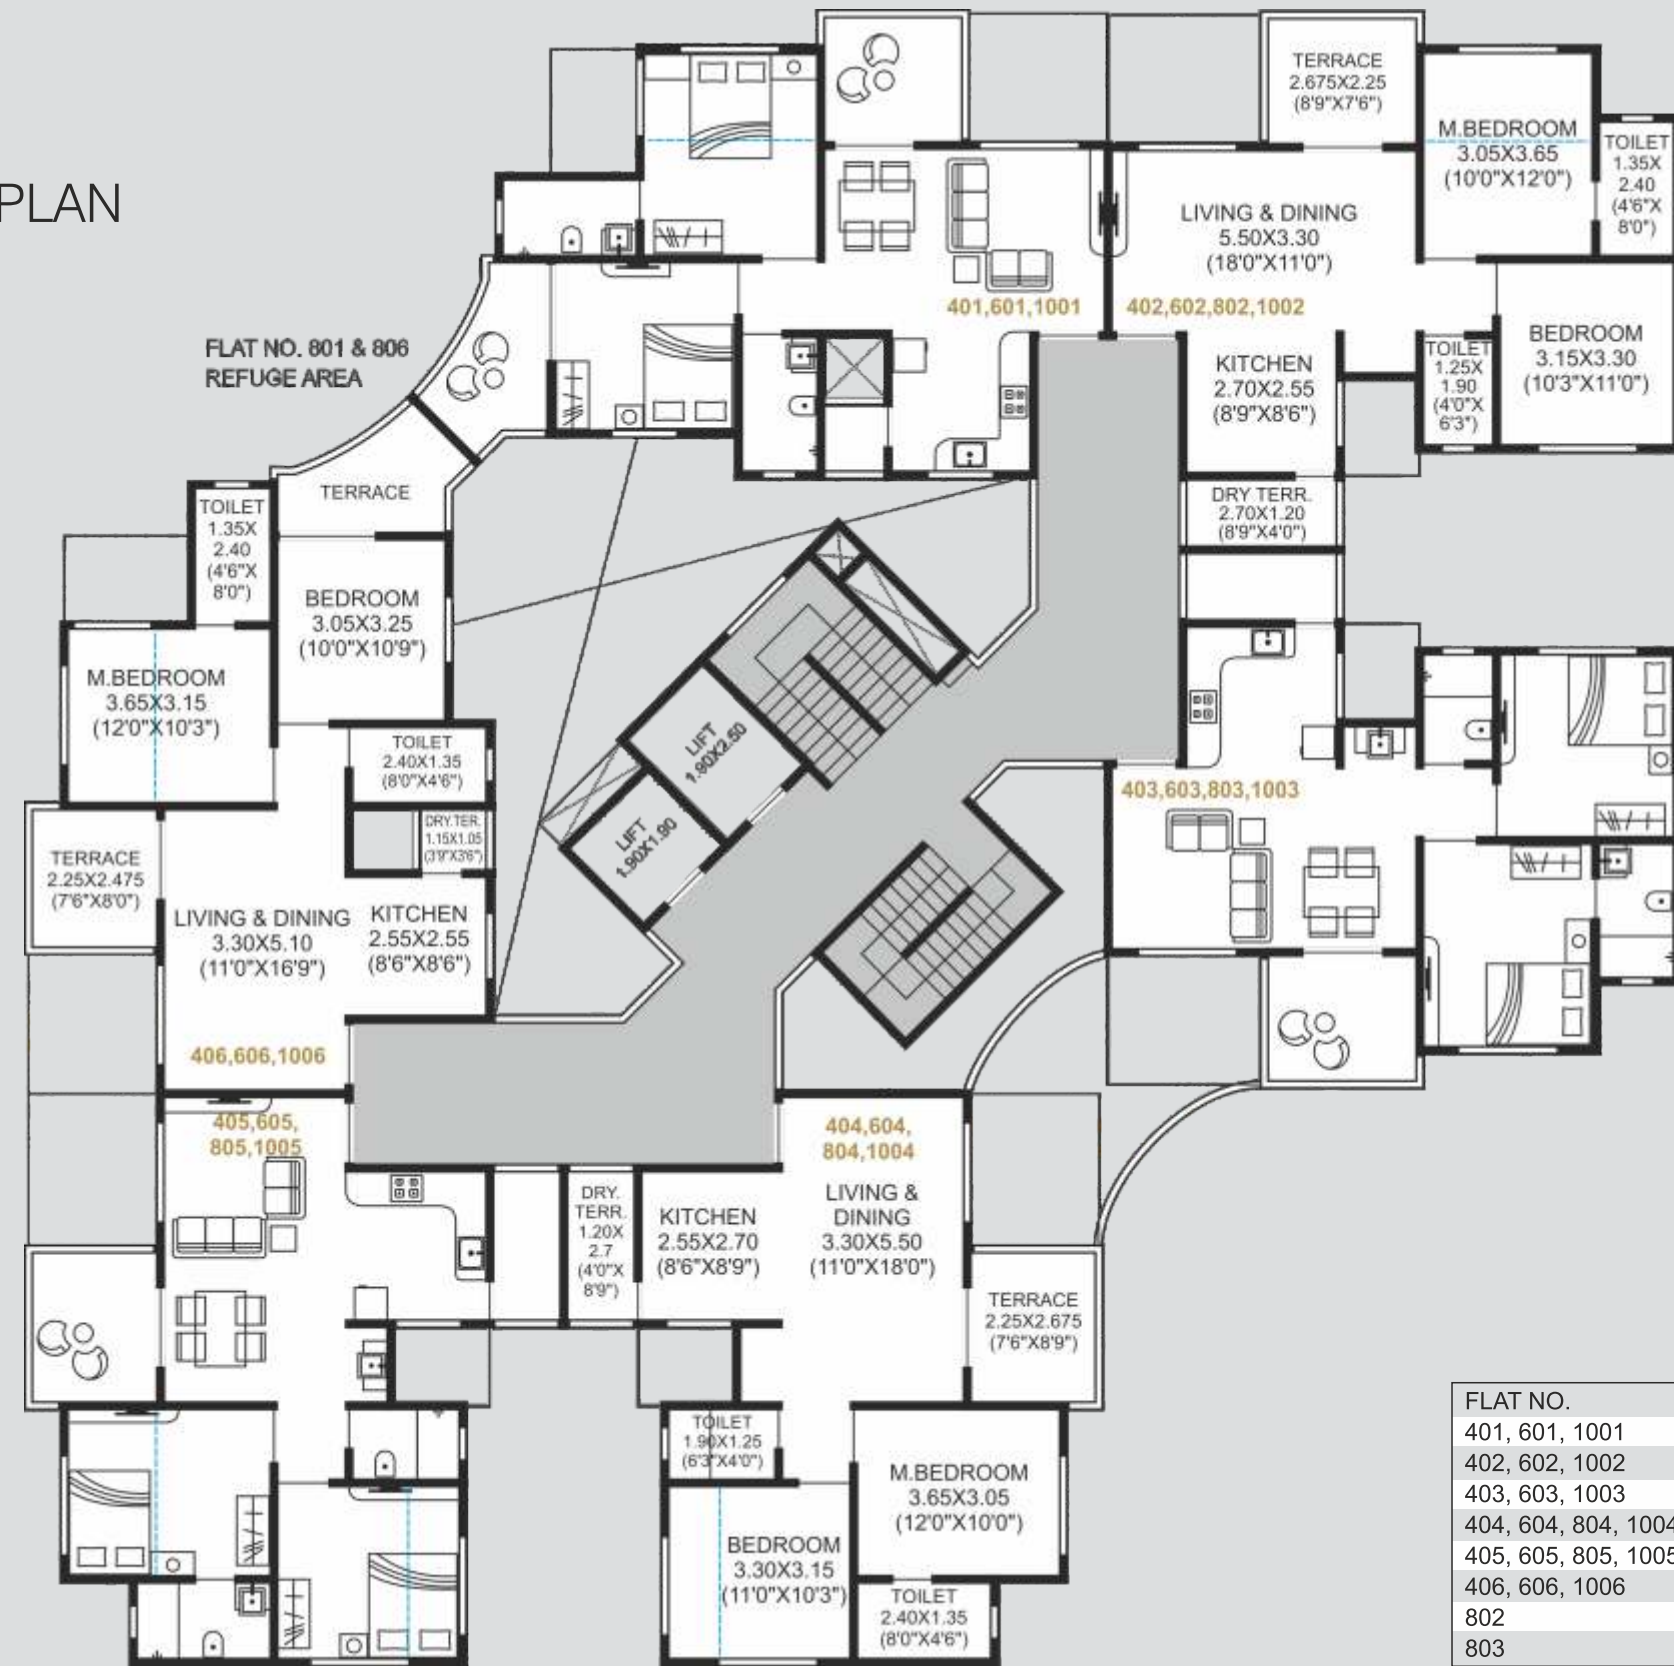 PLAN
TERRACE
2.675X2.25
(8'9"X7'6")
M.BEDROOM
3.05X3.65
(10'0"X12'0")
TOILET
1.35X
2.40
(4'6"X
8'0")
LIVING & DINING
5.50X3.30
(18'0"X11'0")
401,601,1001
402,602,802,1002
FLAT NO. 801 & 806
REFUGE AREA
KITCHEN
2.70X2.55
(8'9"X8'6")
TOILET
1.25X
1.90
(4'0"X
6'3")
BEDROOM
3.15X3.30
(10'3"X11'0")
DRY TERR.
2.70X1.20
(8'9"X4'0")
TERRACE
TOILET
1.35X
2.40
(4'6"X
8'0")
BEDROOM
3.05X3.25
(10'0"X10'9")
M.BEDROOM
3.65X3.15
(12'0"X10'3")
TOILET
2.40X1.35
(8'0"X4'6")
LIFT
1.90X2.50
LIFT
1.90X1.90
403,603,803,1003
DRY.TER.
1.15X1.05
(3'9"X3'6")
TERRACE
2.25X2.475
(7'6"X8'0")
LIVING & DINING
3.30X5.10
(11'0"X16'9")
KITCHEN
2.55X2.55
(8'6"X8'6")
406,606,1006
405,605,
805,1005
404,604,
804,1004
DRY.
TERR.
1.20X
2.7
(4'0"X
8'9")
KITCHEN
2.55X2.70
(8'6"X8'9")
LIVING &
DINING
3.30X5.50
(11'0"X18'0")
TERRACE
2.25X2.675
(7'6"X8'9")
TOILET
1.90X1.25
(6'3"X4'0")
M.BEDROOM
3.65X3.05
(12'0"X10'0")
BEDROOM
3.30X3.15
(11'0"X10'3")
TOILET
2.40X1.35
(8'0"X4'6")
FLAT NO.
401, 601, 1001
402, 602, 1002
403, 603, 1003
404, 604, 804, 1004
405, 605, 805, 1005
406, 606, 1006
802
803